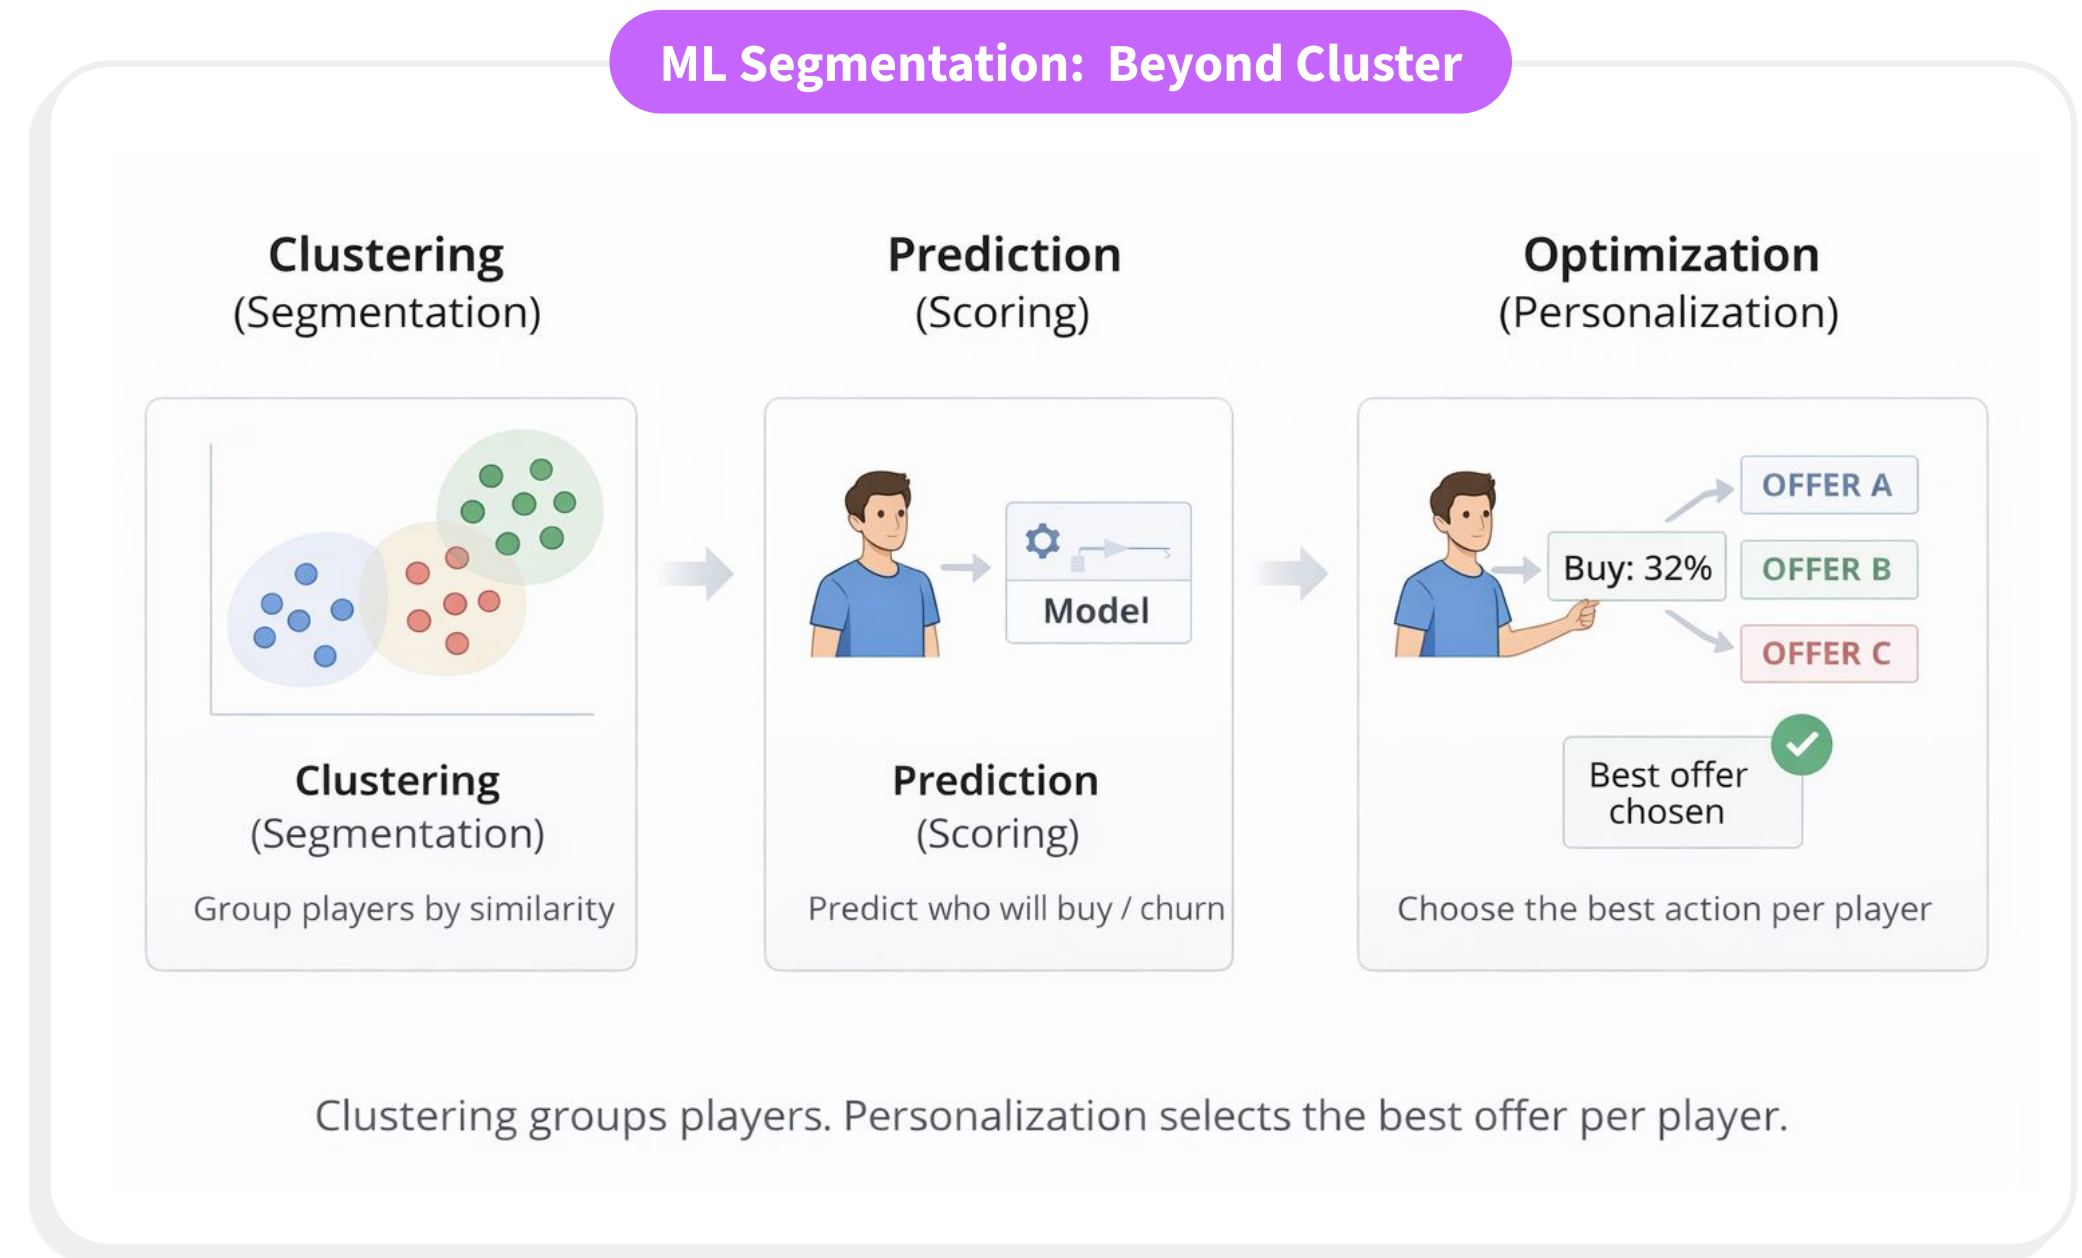 ML Segmentation: Beyond Cluster
Clustering
(Segmentation)
Prediction
(Scoring)
Optimization
(Personalization)
Clustering
(Segmentation)
Group players by similarity
Model
Prediction
(Scoring)
Predict who will buy / churn
Buy: 32%
OFFER A
OFFER B
OFFER C
Best offer
chosen
Choose the best action per player
Clustering groups players. Personalization selects the best offer per player.